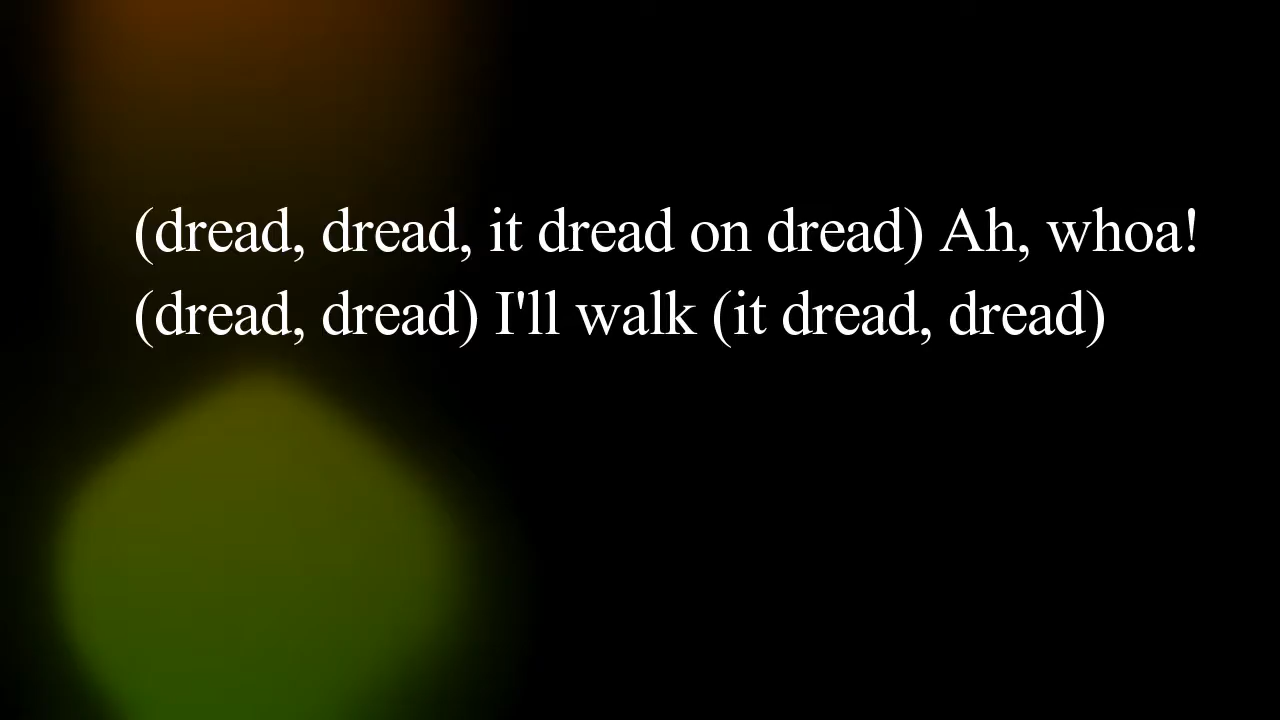 (dread, dread, it dread on dread) Ah, whoa!
(dread, dread) I'll walk (it dread, dread)